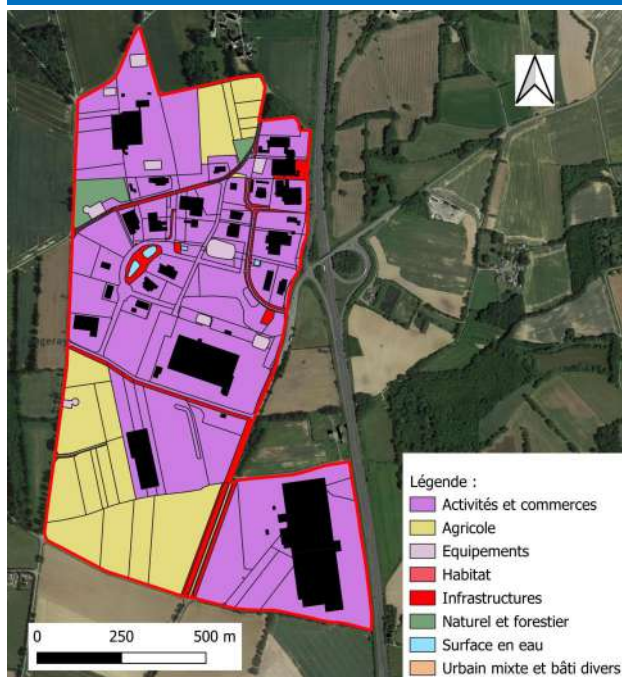 Légende :
Activités et commerces
Agricole
Equipements
Habitat
Infrastructures
Naturel et forestier
Surface en eau
Urbain mixte et bâti divers
0 250 500 m